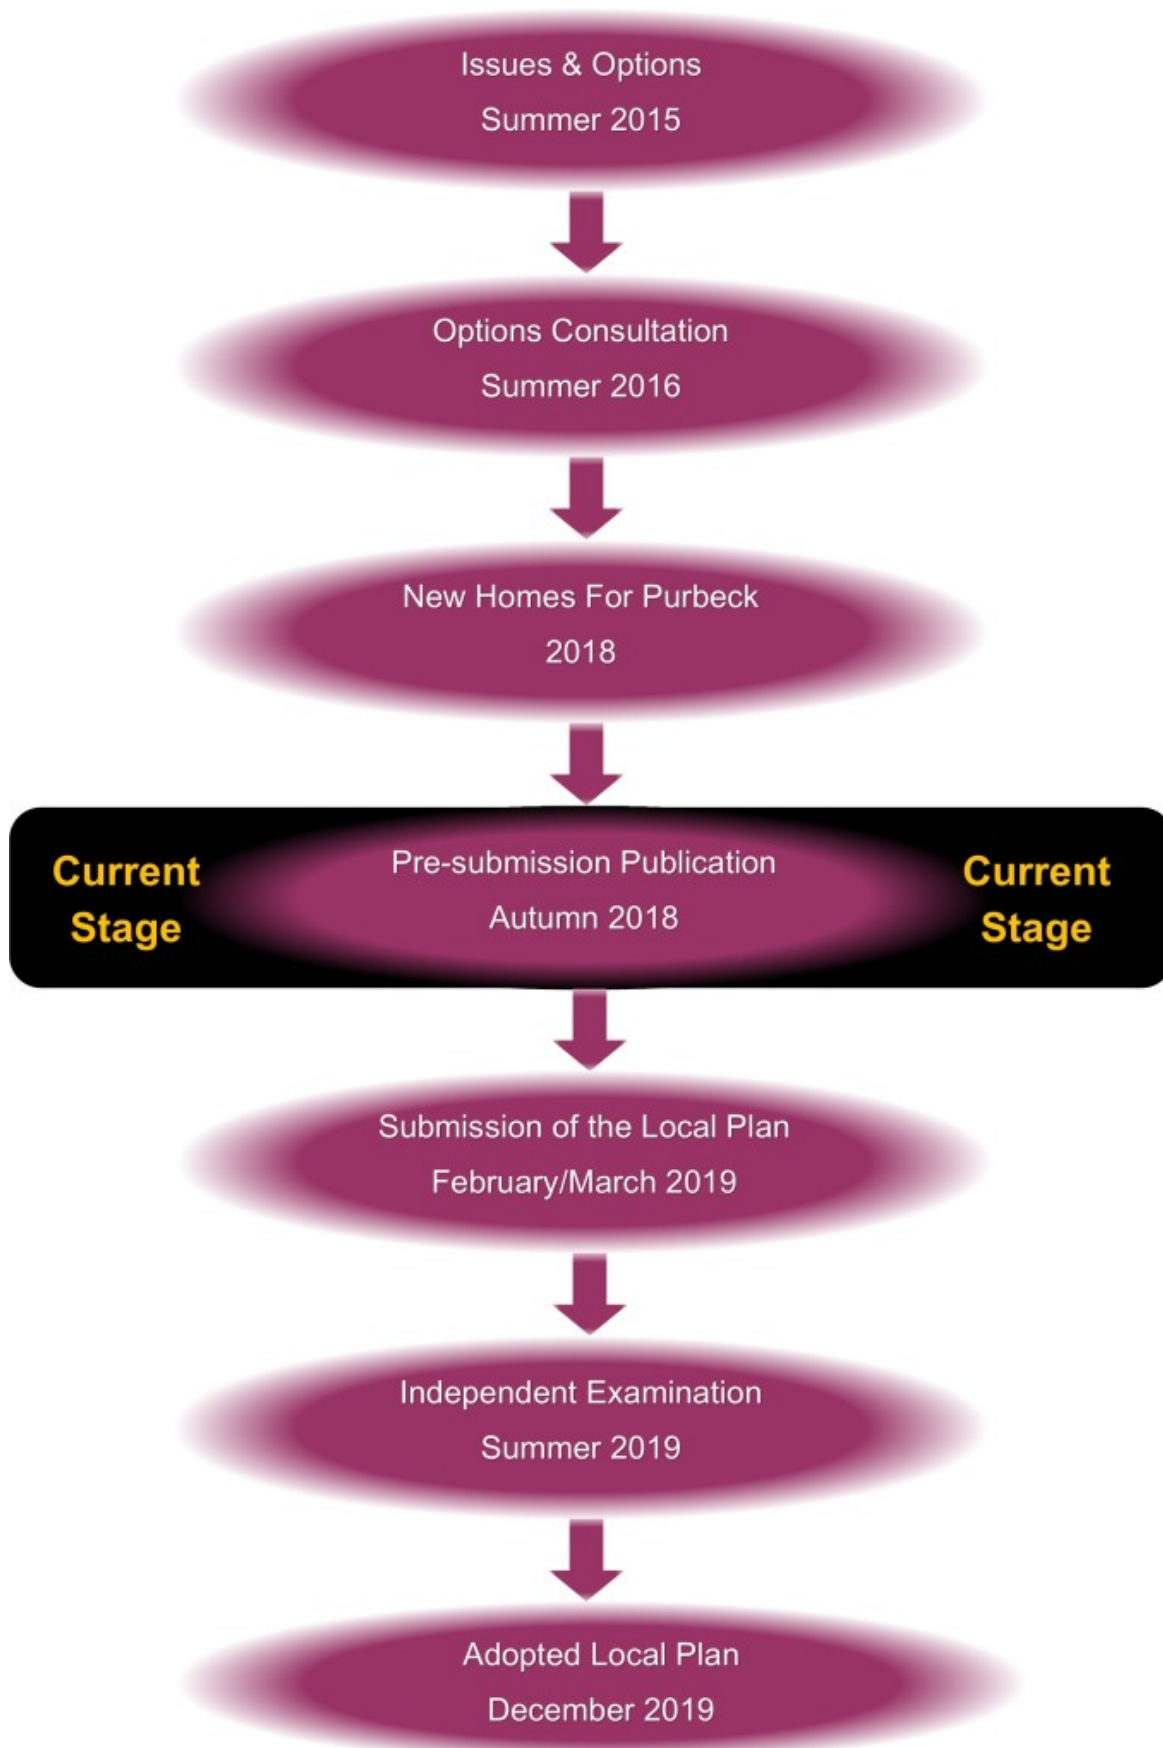 Issues & Options
Summer 2015
Options Consultation
Summer 2016
New Homes For Purbeck
2018
Current
Stage
Pre-submission Publication
Autumn 2018
Current
Stage
Submission of the Local Plan
February/March 2019
Independent Examination
Summer 2019
Adopted Local Plan
December 2019